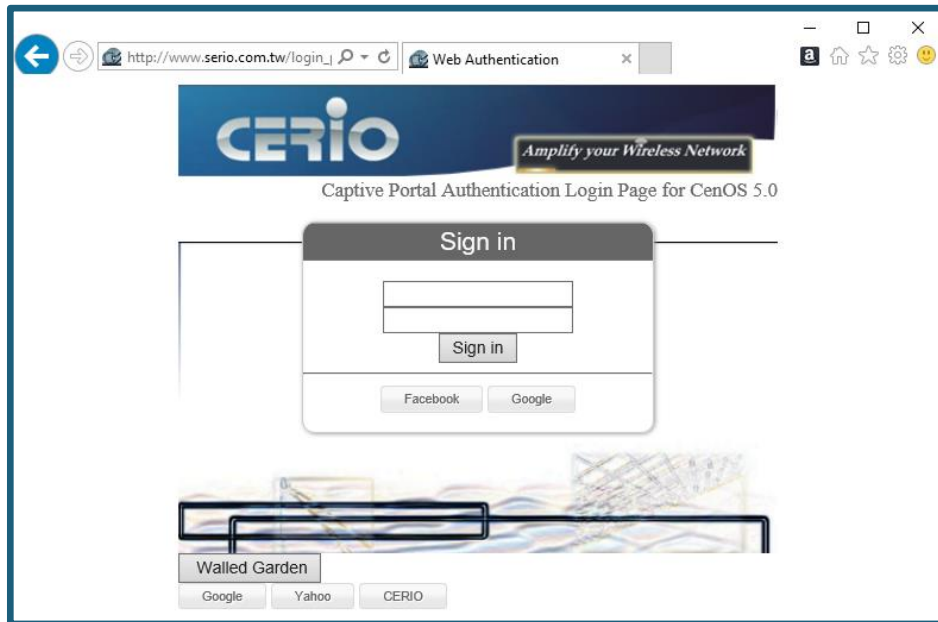 http://www.serio.com.tw/login_ Web Authentication
CERIO
Amplify your Wireless Network
Captive Portal Authentication Login Page for CenOS 5.0
Sign in
Sign in
Facebook Google
Walled Garden
Google Yahoo CERIO